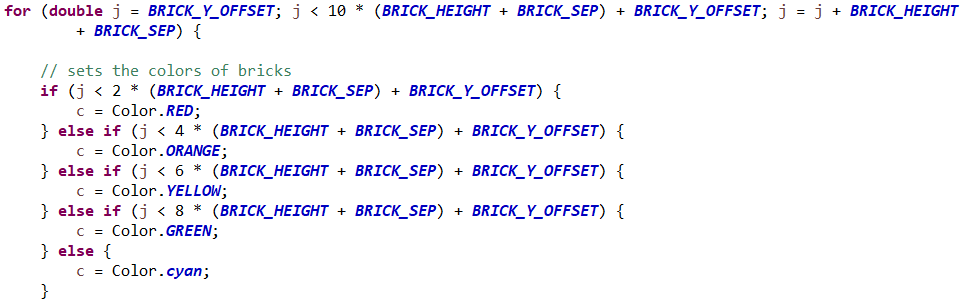 for (double j = BRICK_Y_OFFSET; j < 10 * (BRICK_HEIGHT + BRICK_SEP) + BRICK_Y_OFFSET; j = j + BRICK_HEIGHT
        + BRICK_SEP) {

    // sets the colors of bricks
    if (j < 2 * (BRICK_HEIGHT + BRICK_SEP) + BRICK_Y_OFFSET) {
        c = Color.RED;
    } else if (j < 4 * (BRICK_HEIGHT + BRICK_SEP) + BRICK_Y_OFFSET) {
        c = Color.ORANGE;
    } else if (j < 6 * (BRICK_HEIGHT + BRICK_SEP) + BRICK_Y_OFFSET) {
        c = Color.YELLOW;
    } else if (j < 8 * (BRICK_HEIGHT + BRICK_SEP) + BRICK_Y_OFFSET) {
        c = Color.GREEN;
    } else {
        c = Color.cyan;
    }